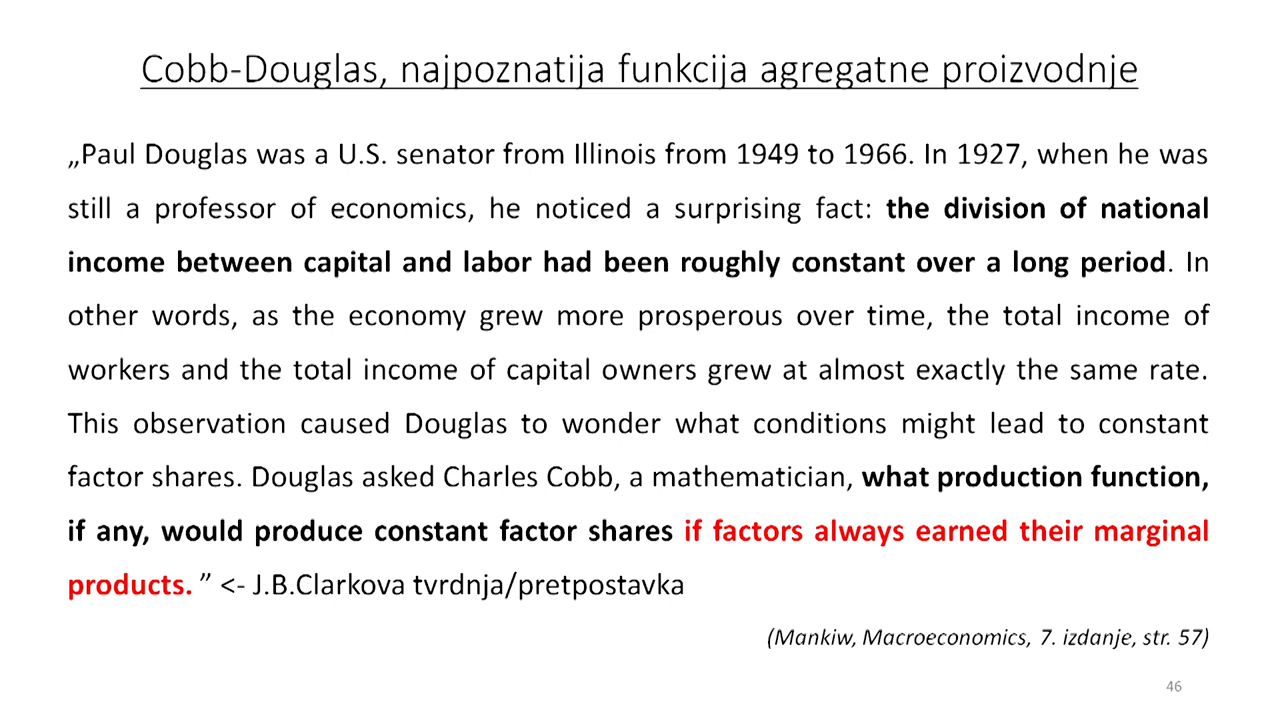 Cobb-Douglas, najpoznatija funkcija agregatne proizvodnje
„Paul Douglas was a U.S. senator from Illinois from 1949 to 1966. In 1927, when he was
still a professor of economics, he noticed a surprising fact: the division of national
income between capital and labor had been roughly constant over a long period. In
other words, as the economy grew more prosperous over time, the total income of
workers and the total income of capital owners grew at almost exactly the same rate.
This observation caused Douglas to wonder what conditions might lead to constant
factor shares. Douglas asked Charles Cobb, a mathematician, what production function,
if any, would produce constant factor shares if factors always earned their marginal
products. ” <- J.B.Clarkova tvrdnja/pretpostavka
(Mankiw, Macroeconomics, 7. izdanje, str. 57)
46